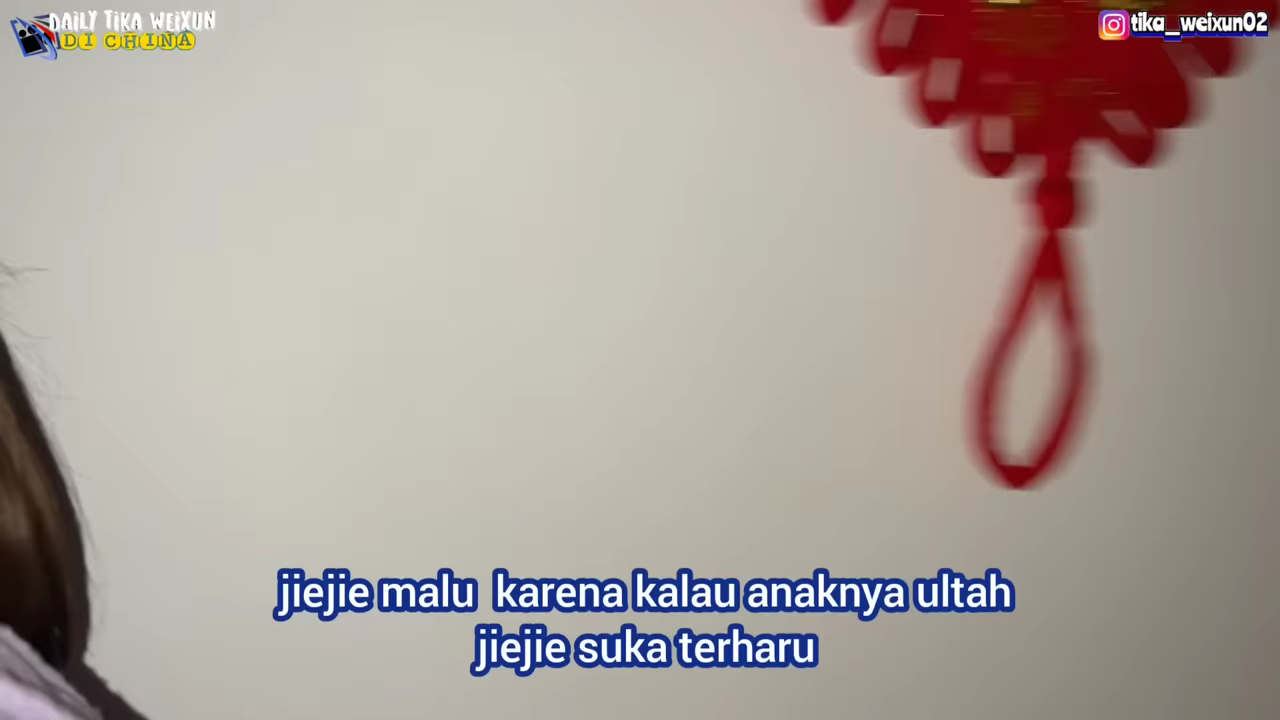 DAILY TIKA WEIXUN
DI CHINA
tika_weixun02
jiejie malu karena kalau anaknya ultah
jiejie suka terharu